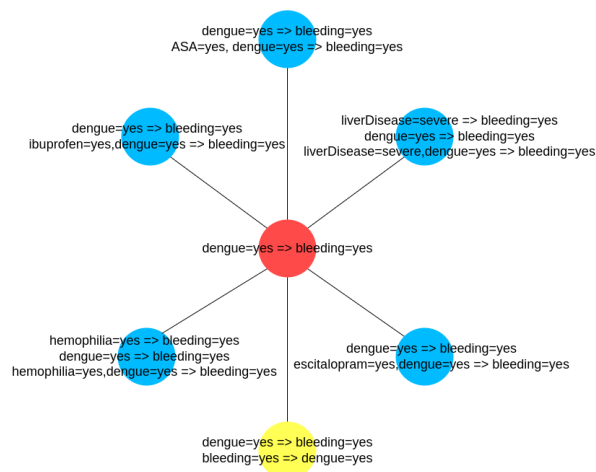 dengue=yes => bleeding=yes
ASA=yes, dengue=yes => bleeding=yes
dengue=yes => bleeding=yes
ibuprofen=yes,dengue=yes => bleeding=yes
liverDisease=severe => bleeding=yes
dengue=yes => bleeding=yes
liverDisease=severe,dengue=yes => bleeding=yes
dengue=yes => bleeding=yes
hemophilia=yes => bleeding=yes
dengue=yes => bleeding=yes
hemophilia=yes,dengue=yes => bleeding=yes
dengue=yes => bleeding=yes
escitalopram=yes,dengue=yes => bleeding=yes
dengue=yes => bleeding=yes
bleeding=yes => dengue=yes